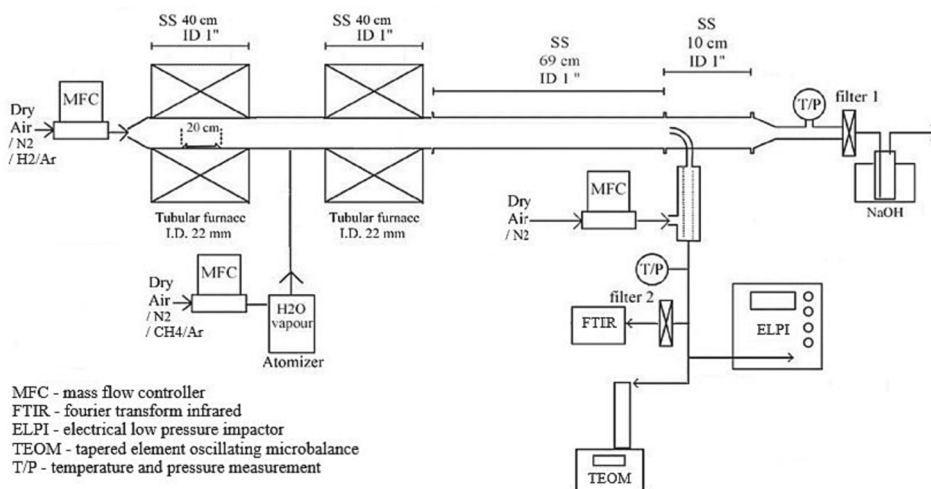 SS 40 cm
ID 1"
SS 40 cm
ID 1"
SS
69 cm
ID 1 "
SS
10 cm
ID 1"
MFC
Dry
Air
/ N2
/ H2/Ar
20 cm
T/P
filter 1
NaOH
Tubular furnace
I.D. 22 mm
Tubular furnace
I.D. 22 mm
MFC
Dry
Air
/ N2
MFC
Dry
Air
/ N2
/ CH4/Ar
H2O
vapour
Atomizer
T/P
filter 2
FTIR
ELPI
TEOM
MFC - mass flow controller
FTIR - fourier transform infrared
ELPI - electrical low pressure impactor
TEOM - tapered element oscillating microbalance
T/P - temperature and pressure measurement